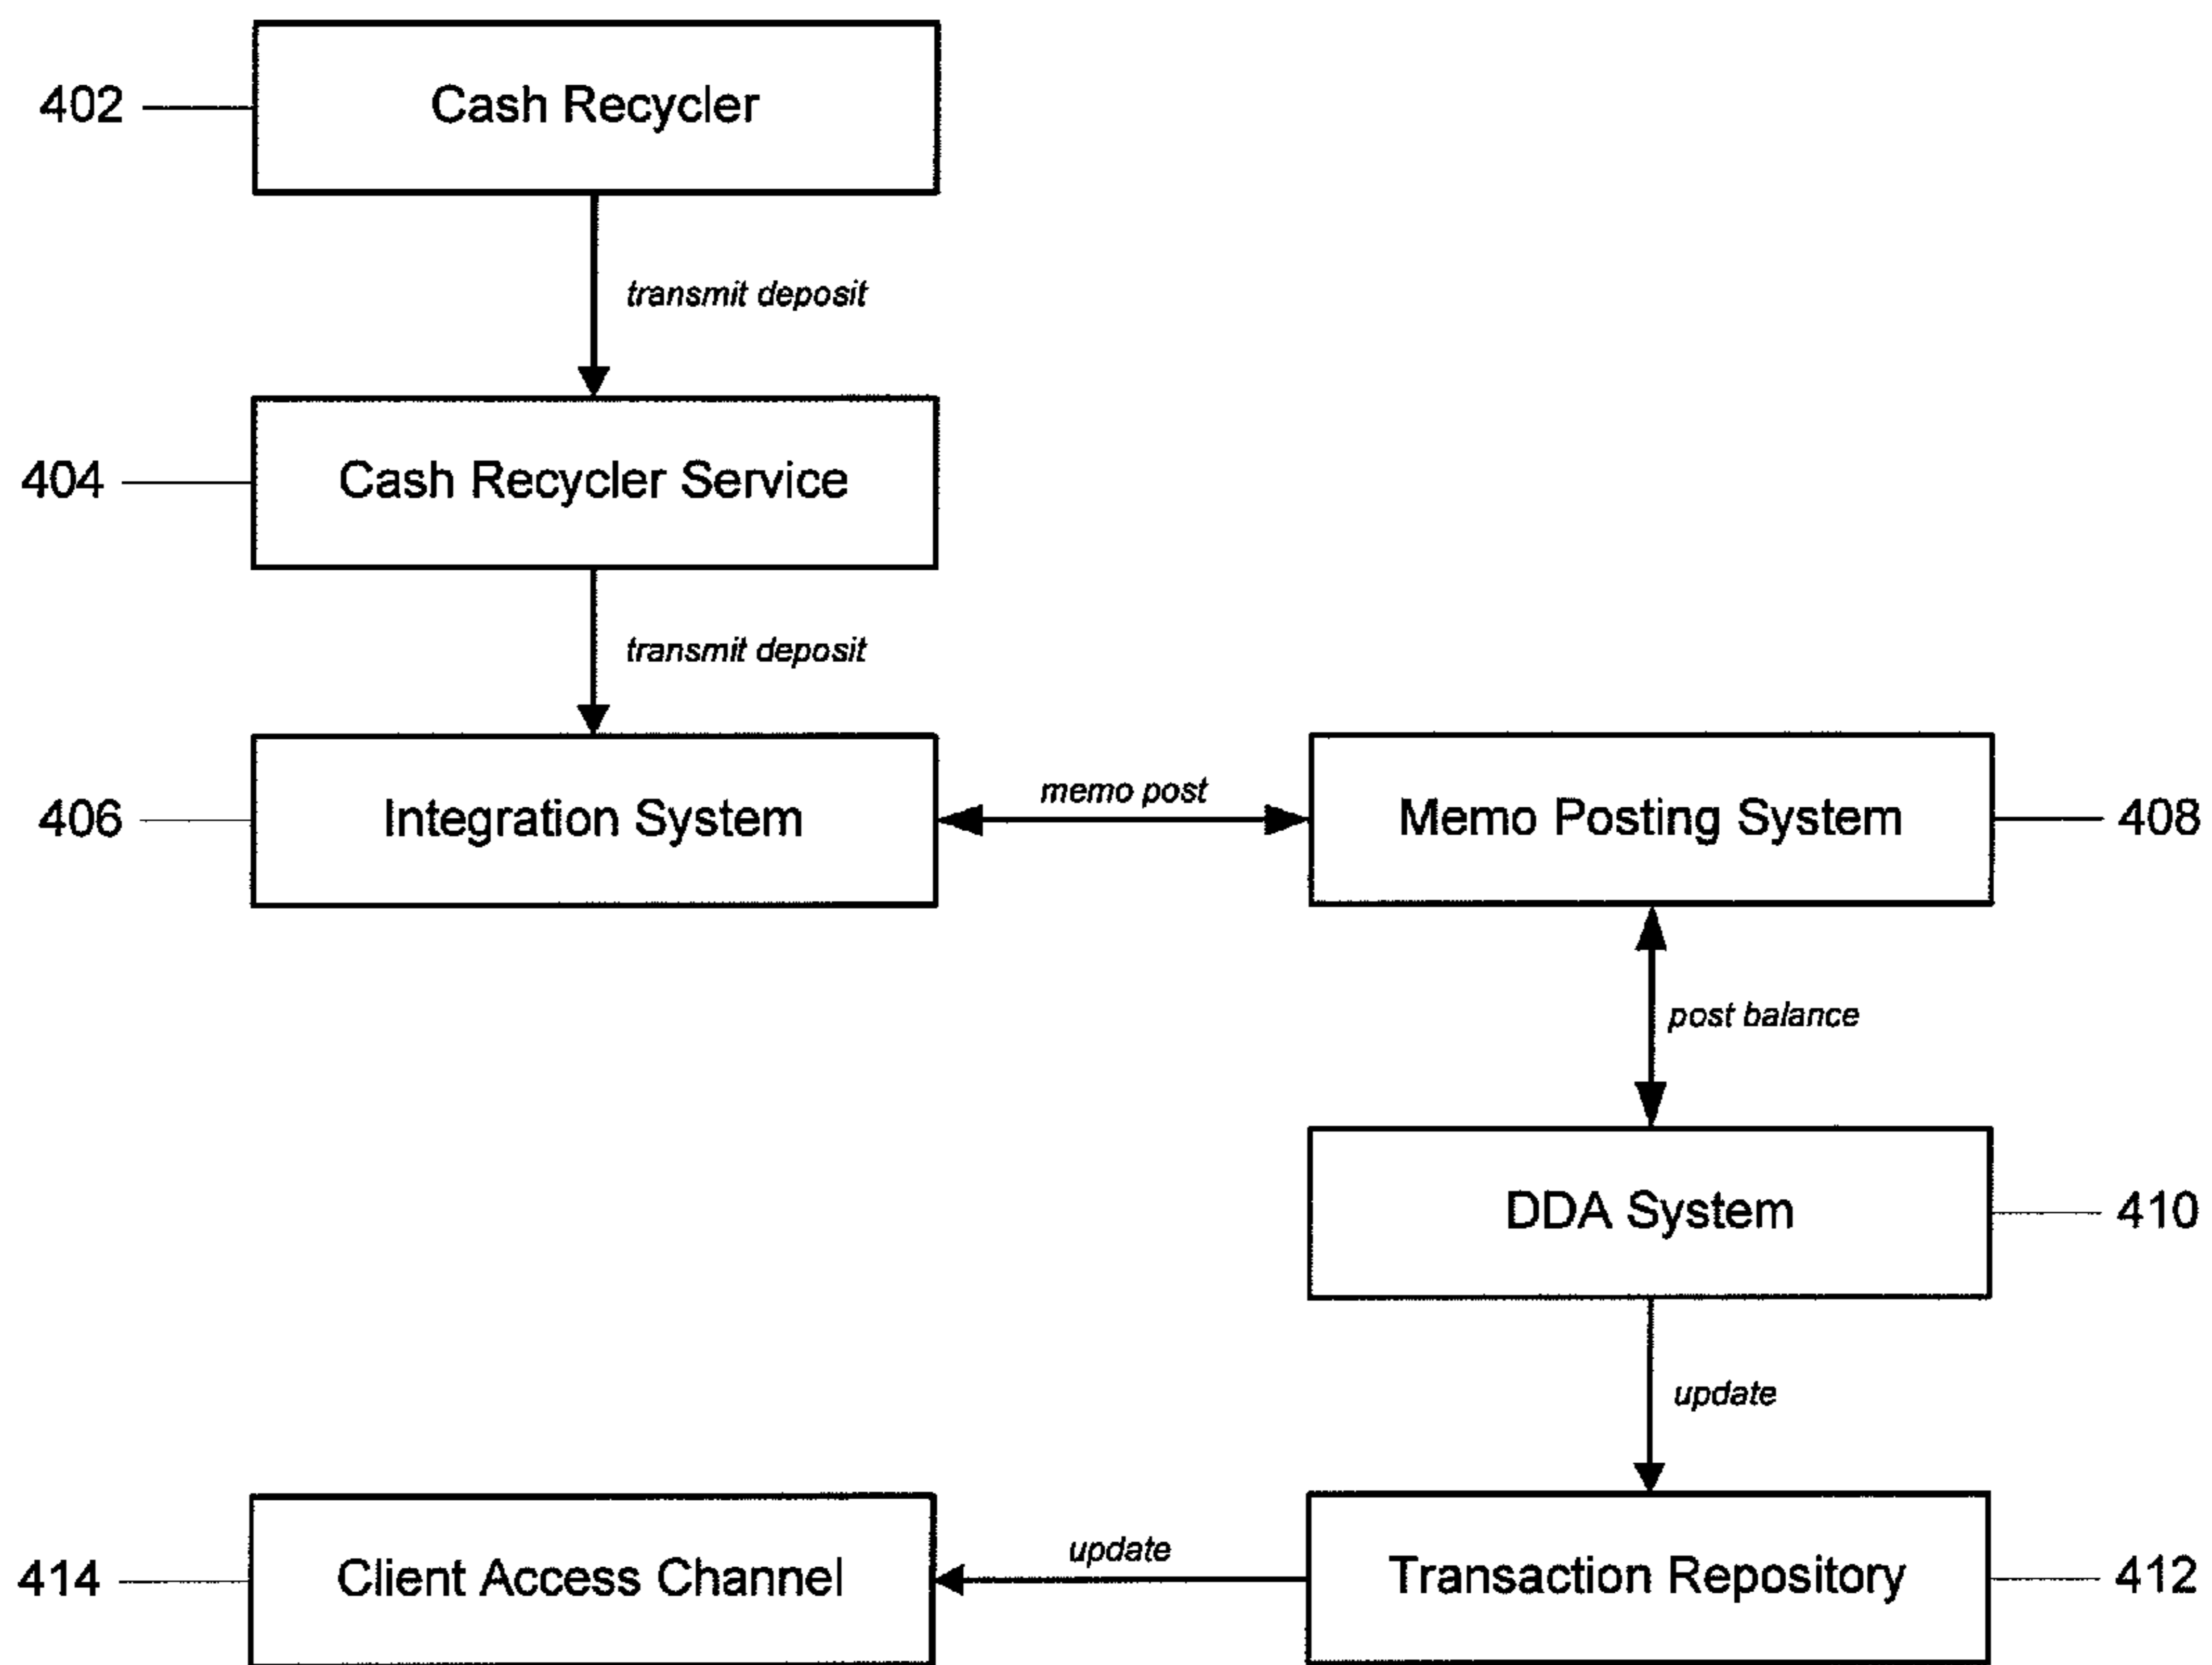 402
Cash Recycler
transmit deposit
404
Cash Recycler Service
transmit deposit
406
Integration System
memo post
Memo Posting System
408
post balance
DDA System
410
update
414
Client Access Channel
update
Transaction Repository
412